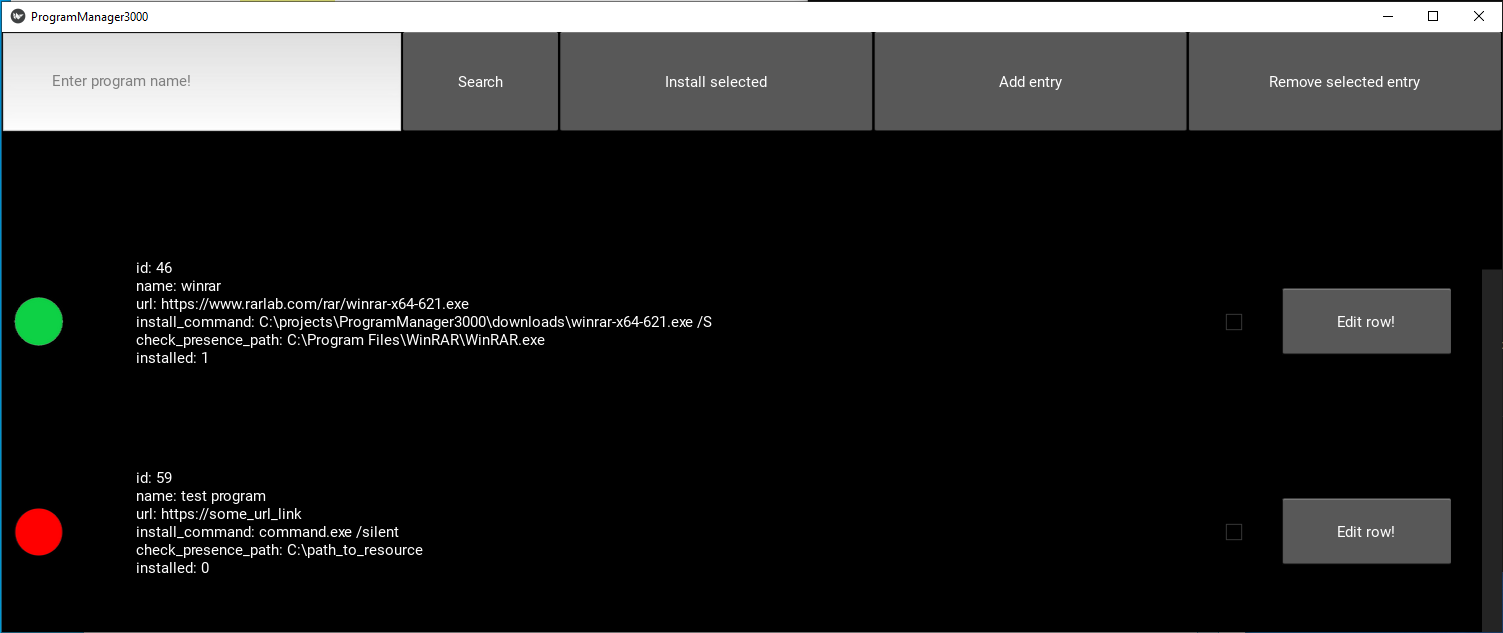 ProgramManager3000
Enter program name!
Search
Install selected
Add entry
Remove selected entry
id: 46
name: winrar
url: https://www.rarlab.com/rar/winrar-x64-621.exe
install_command: C:\projects\ProgramManager3000\downloads\winrar-x64-621.exe /S
check_presence_path: C:\Program Files\WinRAR\WinRAR.exe
installed: 1
Edit row!
id: 59
name: test program
url: https://some_url_link
install_command: command.exe /silent
check_presence_path: C:\path_to_resource
installed: 0
Edit row!